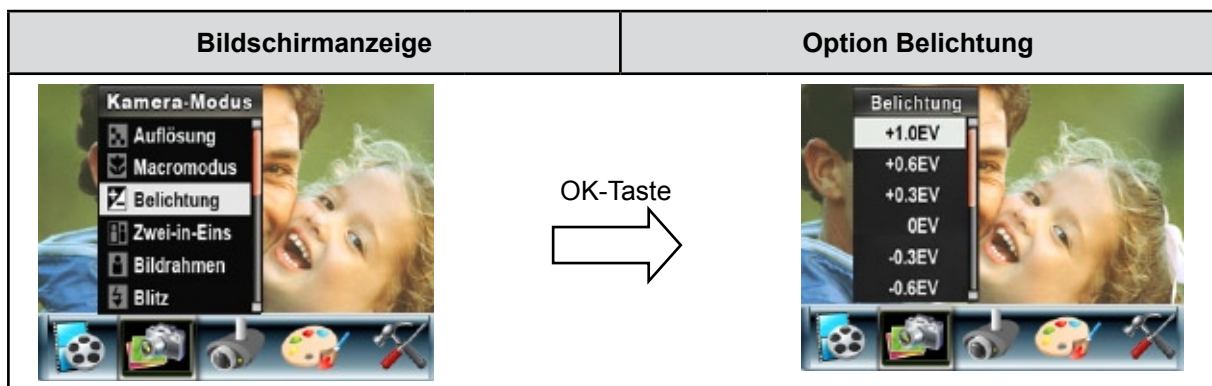 Bildschirmanzeige
Option Belichtung
Kamera-Modus
Auflösung
Macromodus
Belichtung
Zwei-in-Eins
Bildrahmen
Blitz
OK-Taste
Belichtung
+1.0EV
+0.6EV
+0.3EV
0EV
-0.3EV
-0.6EV